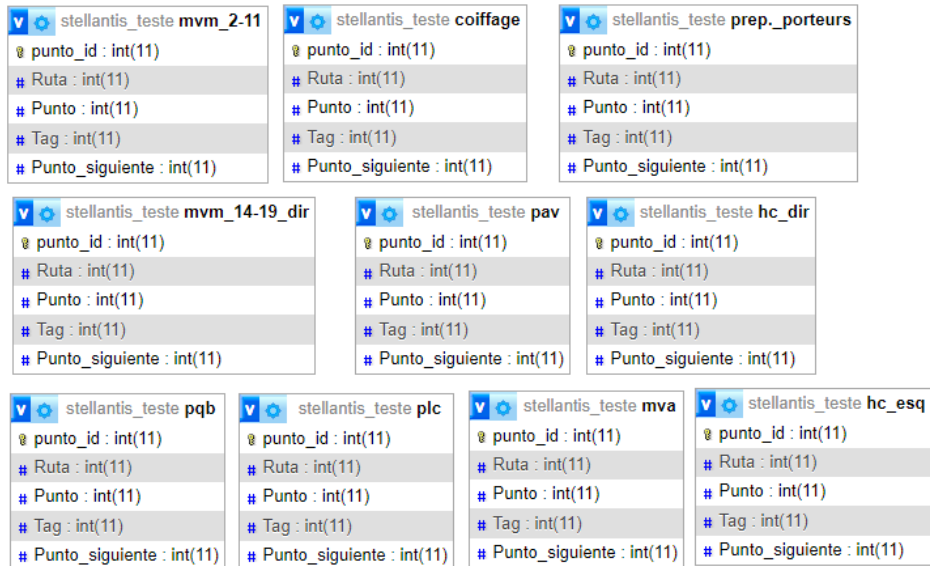 stellantis_teste mvm_2-11
punto_id : int(11)
# Ruta : int(11)
# Punto : int(11)
# Tag : int(11)
# Punto_siguiente : int(11)
stellantis_teste coiffage
punto_id : int(11)
# Ruta : int(11)
# Punto : int(11)
# Tag : int(11)
# Punto_siguiente : int(11)
stellantis_teste prep._porteurs
punto_id : int(11)
# Ruta : int(11)
# Punto : int(11)
# Tag : int(11)
# Punto_siguiente : int(11)
stellantis_teste mvm_14-19_dir
punto_id : int(11)
# Ruta : int(11)
# Punto : int(11)
# Tag : int(11)
# Punto_siguiente : int(11)
stellantis_teste pav
punto_id : int(11)
# Ruta : int(11)
# Punto : int(11)
# Tag : int(11)
# Punto_siguiente : int(11)
stellantis_teste hc_dir
punto_id : int(11)
# Ruta : int(11)
# Punto : int(11)
# Tag : int(11)
# Punto_siguiente : int(11)
stellantis_teste pqb
punto_id : int(11)
# Ruta : int(11)
# Punto : int(11)
# Tag : int(11)
# Punto_siguiente : int(11)
stellantis_teste plc
punto_id : int(11)
# Ruta : int(11)
# Punto : int(11)
# Tag : int(11)
# Punto_siguiente : int(11)
stellantis_teste mva
punto_id : int(11)
# Ruta : int(11)
# Punto : int(11)
# Tag : int(11)
# Punto_siguiente : int(11)
stellantis_teste hc_esq
punto_id : int(11)
# Ruta : int(11)
# Punto : int(11)
# Tag : int(11)
# Punto_siguiente : int(11)